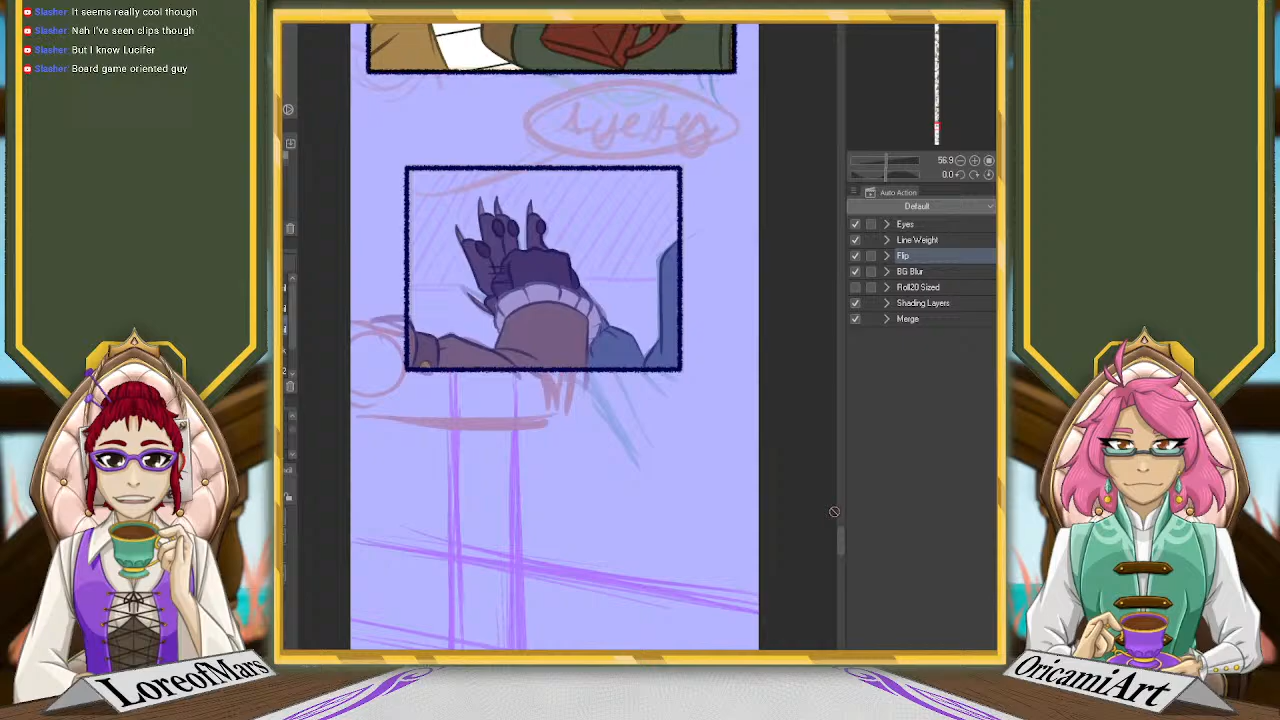 Slasher It seems really cool though
Slasher Nah I've seen clips though
Slasher But I know Lucifer
Slasher Board game oriented guy
56.9
0.0
Auto Action
Default
Eyes
Line Weight
Flip
BG Blur
Roll20 Sized
Shading Layers
Merge
LoreofMars
OricamiArt